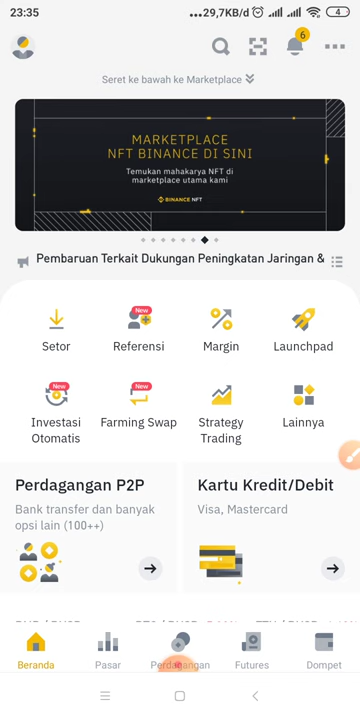 23:35
...29,7KB/d
4
6
Seret ke bawah ke Marketplace
MARKETPLACE
NFT BINANCE DI SINI
Temukan mahakarya NFT di
marketplace utama kami
BINANCE NFT
Pembaruan Terkait Dukungan Peningkatan Jaringan &
New
Setor
Referensi
Margin
Launchpad
New
New
Investasi
Otomatis
Farming Swap
Strategy
Trading
Lainnya
Perdagangan P2P
Bank transfer dan banyak
opsi lain (100++)
Kartu Kredit/Debit
Visa, Mastercard
Beranda
Pasar
Perdagangan
Futures
Dompet